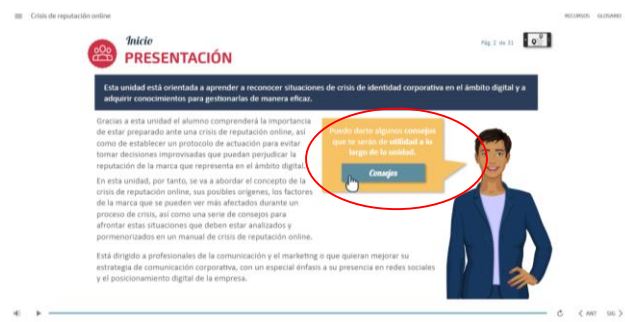 Crisis de reputación online
RECURSOS GLOSARIO
Inicio
PRESENTACIÓN
Pág. 2 de 31
Esta unidad está orientada a aprender a reconocer situaciones de crisis de identidad corporativa en el ámbito digital y a
adquirir conocimientos para gestionarlas de manera eficaz.
Gracias a esta unidad el alumno comprenderá la importancia
de estar preparado ante una crisis de reputación online, así
como de establecer un protocolo de actuación para evitar
tomar decisiones improvisadas que puedan perjudicar la
reputación de la marca que representa en el ámbito digital.
En esta unidad, por tanto, se va a abordar el concepto de la
crisis de reputación online, sus posibles orígenes, los factores
de la marca que se pueden ver más afectados durante un
proceso de crisis, así como una serie de consejos para
afrontar estas situaciones que deben estar analizados y
pormenorizados en un manual de crisis de reputación online.
Puedo darte algunos consejos
que te serán de utilidad a lo
largo de la unidad.
Consejos
Está dirigido a profesionales de la comunicación y el marketing o que quieran mejorar su
estrategia de comunicación corporativa, con un especial énfasis a su presencia en redes sociales
y el posicionamiento digital de la empresa.
ANT SIG